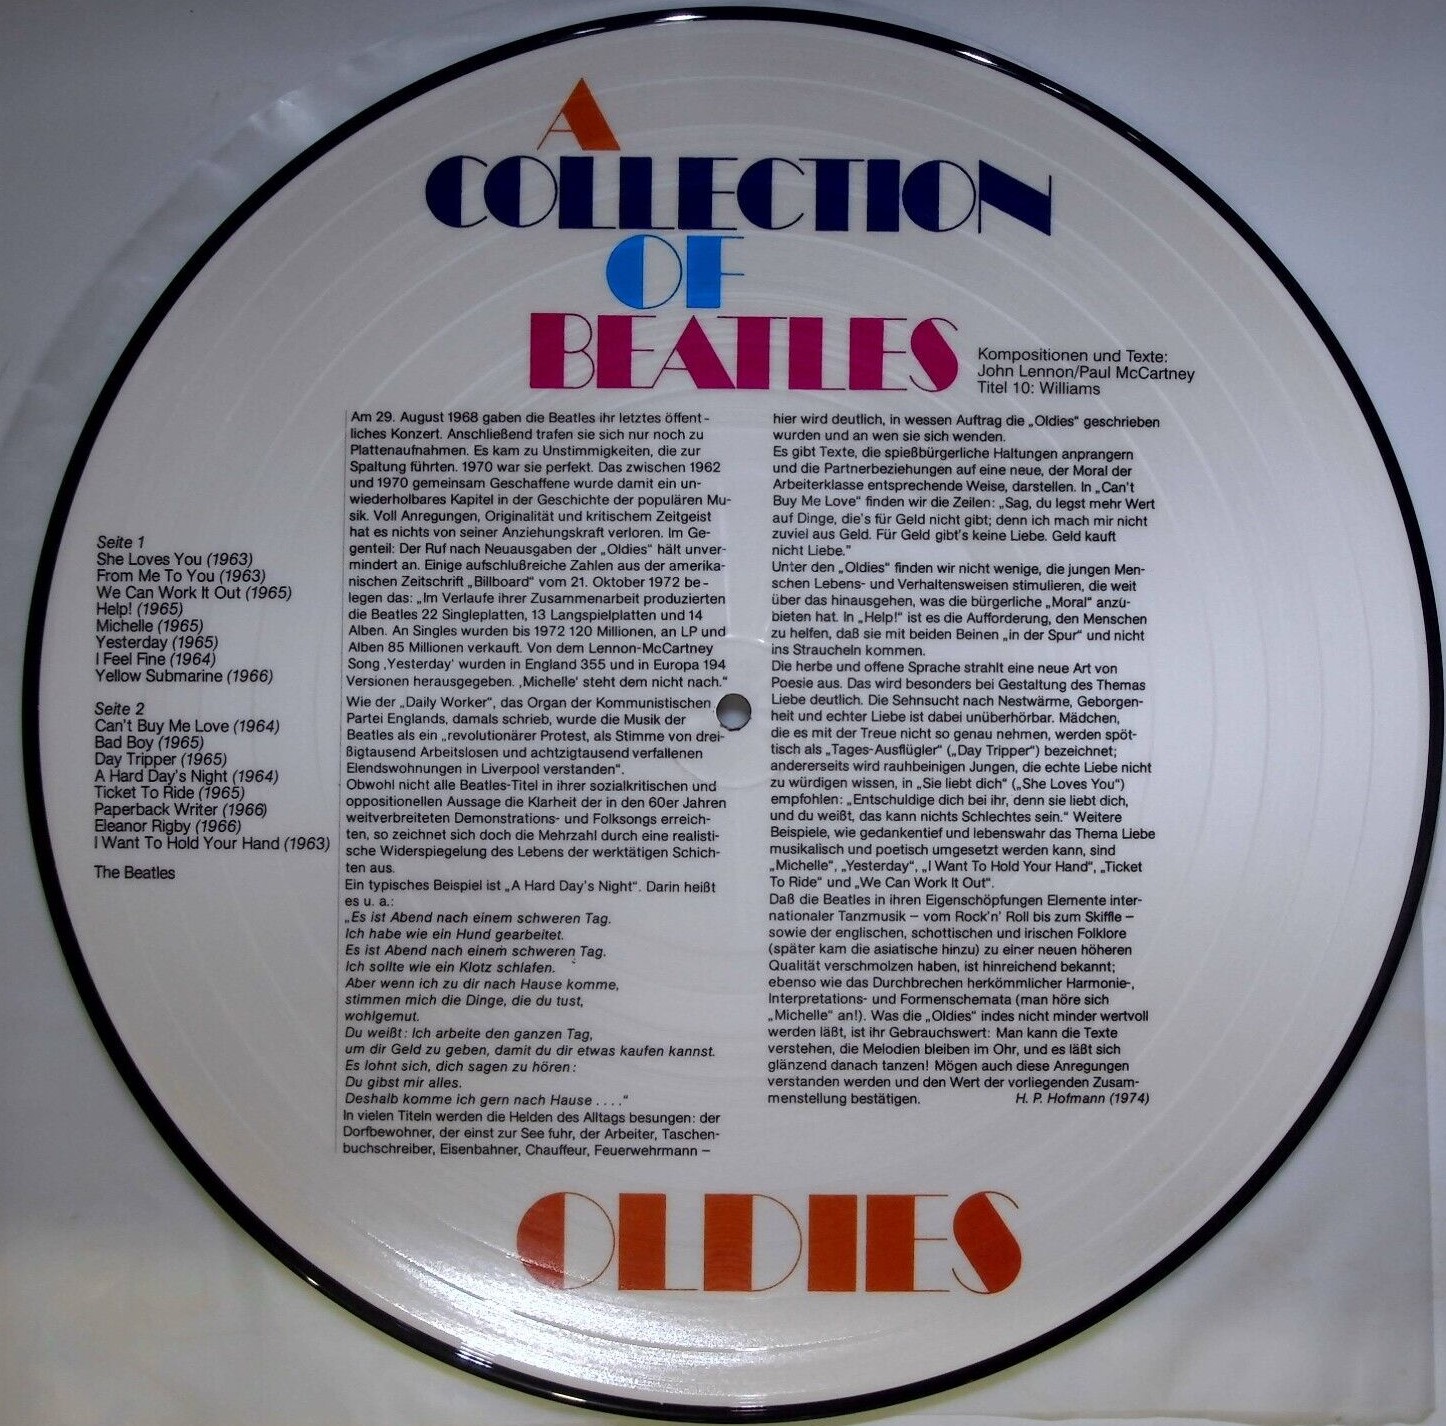 A
COLLECTION
OF
BEATLES
Kompositionen und Texte:
John Lennon/Paul McCartney
Titel 10: Williams
Seite 1
She Loves You (1963)
From Me To You (1963)
We Can Work It Out (1965)
Help! (1965)
Michelle (1965)
Yesterday (1965)
I Feel Fine (1964)
Yellow Submarine (1966)
Seite 2
Can't Buy Me Love (1964)
Bad Boy (1965)
Day Tripper (1965)
A Hard Day's Night (1964)
Ticket To Ride (1965)
Paperback Writer (1966)
Eleanor Rigby (1966)
I Want To Hold Your Hand (1963)
The Beatles
Am 29. August 1968 gaben die Beatles ihr letztes öffent-
liches Konzert. Anschließend trafen sie sich nur noch zu
Plattenaufnahmen. Es kam zu Unstimmigkeiten, die zur
Spaltung führten. 1970 war sie perfekt. Das zwischen 1962
und 1970 gemeinsam Geschaffene wurde damit ein un-
wiederholbares Kapitel in der Geschichte der populären Mu-
sik. Voll Anregungen, Originalität und kritischem Zeitgeist
hat es nichts von seiner Anziehungskraft verloren. Im Ge-
genteil: Der Ruf nach Neuausgaben der „Oldies" hält unver-
mindert an. Einige aufschlußreiche Zahlen aus der amerika-
nischen Zeitschrift „Billboard" vom 21. Oktober 1972 be-
legen das: „Im Verlaufe ihrer Zusammenarbeit produzierten
die Beatles 22 Singleplatten, 13 Langspielplatten und 14
Alben. An Singles wurden bis 1972 120 Millionen, an LP und
Alben 85 Millionen verkauft. Von dem Lennon-McCartney
Song ‚Yesterday' wurden in England 355 und in Europa 194
Versionen herausgegeben. ‚Michelle' steht dem nicht nach."
Wie der „Daily Worker", das Organ der Kommunistischen
Partei Englands, damals schrieb, wurde die Musik der
Beatles als ein „revolutionärer Protest, als Stimme von drei-
ßigtausend Arbeitslosen und achtzigtausend verfallenen
Elendswohnungen in Liverpool verstanden".
Obwohl nicht alle Beatles-Titel in ihrer sozialkritischen und
oppositionellen Aussage die Klarheit der in den 60er Jahren
weitverbreiteten Demonstrations- und Folksongs erreich-
ten, so zeichnet sich doch die Mehrzahl durch eine realisti-
sche Widerspiegelung des Lebens der werktätigen Schich-
ten aus.
Ein typisches Beispiel ist „A Hard Day's Night". Darin heißt
es u. a.:
„Es ist Abend nach einem schweren Tag.
Ich habe wie ein Hund gearbeitet.
Es ist Abend nach einem schweren Tag.
Ich sollte wie ein Klotz schlafen.
Aber wenn ich zu dir nach Hause komme,
stimmen mich die Dinge, die du tust,
wohlgemut.
Du weißt: Ich arbeite den ganzen Tag,
um dir Geld zu geben, damit du dir etwas kaufen kannst.
Es lohnt sich, dich sagen zu hören:
Du gibst mir alles.
Deshalb komme ich gern nach Hause . . . ."
In vielen Titeln werden die Helden des Alltags besungen: der
Dorfbewohner, der einst zur See fuhr, der Arbeiter, Taschen-
buchschreiber, Eisenbahner, Chauffeur, Feuerwehrmann –
hier wird deutlich, in wessen Auftrag die „Oldies" geschrieben
wurden und an wen sie sich wenden.
Es gibt Texte, die spießbürgerliche Haltungen anprangern
und die Partnerbeziehungen auf eine neue, der Moral der
Arbeiterklasse entsprechende Weise, darstellen. In „Can't
Buy Me Love" finden wir die Zeilen: „Sag, du legst mehr Wert
auf Dinge, die's für Geld nicht gibt; denn ich mach mir nicht
zuviel aus Geld. Für Geld gibt's keine Liebe. Geld kauft
nicht Liebe."
Unter den „Oldies" finden wir nicht wenige, die jungen Men-
schen Lebens- und Verhaltensweisen stimulieren, die weit
über das hinausgehen, was die bürgerliche „Moral" anzu-
bieten hat. In „Help!" ist es die Aufforderung, den Menschen
zu helfen, daß sie mit beiden Beinen „in der Spur" und nicht
ins Straucheln kommen.
Die herbe und offene Sprache strahlt eine neue Art von
Poesie aus. Das wird besonders bei Gestaltung des Themas
Liebe deutlich. Die Sehnsucht nach Nestwärme, Geborgen-
heit und echter Liebe ist dabei unüberhörbar. Mädchen,
die es mit der Treue nicht so genau nehmen, werden spöt-
tisch als „Tages-Ausflügler" („Day Tripper") bezeichnet;
andererseits wird rauhbeinigen Jungen, die echte Liebe nicht
zu würdigen wissen, in „Sie liebt dich" („She Loves You")
empfohlen: „Entschuldige dich bei ihr, denn sie liebt dich,
und du weißt, das kann nichts Schlechtes sein." Weitere
Beispiele, wie gedankentief und lebenswahr das Thema Liebe
musikalisch und poetisch umgesetzt werden kann, sind
„Michelle", „Yesterday", „I Want To Hold Your Hand", „Ticket
To Ride" und „We Can Work It Out".
Daß die Beatles in ihren Eigenschöpfungen Elemente inter-
nationaler Tanzmusik – vom Rock'n' Roll bis zum Skiffle –
sowie der englischen, schottischen und irischen Folklore
(später kam die asiatische hinzu) zu einer neuen höheren
Qualität verschmolzen haben, ist hinreichend bekannt;
ebenso wie das Durchbrechen herkömmlicher Harmonie-,
Interpretations- und Formenschemata (man höre sich
„Michelle" an!). Was die „Oldies" indes nicht minder wertvoll
werden läßt, ist ihr Gebrauchswert: Man kann die Texte
verstehen, die Melodien bleiben im Ohr, und es läßt sich
glänzend danach tanzen! Mögen auch diese Anregungen
verstanden werden und den Wert der vorliegenden Zusam-
menstellung bestätigen. H. P. Hofmann (1974)
OLDIES